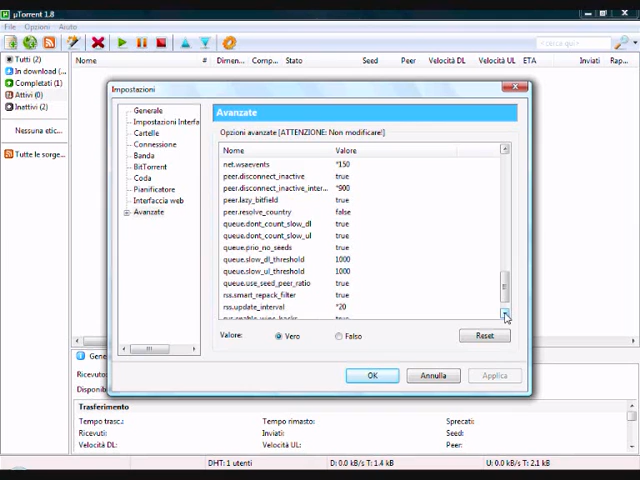 µTorrent 1.8
File Opzioni Aiuto
Cerca qui
Nome # Dimen... Comp... Stato Seed Peer Velocità DL Velocità UL ETA Inviati Rap...
Tutti (2)
In download (...
Completati (1)
Attivi (0)
Inattivi (2)
Nessuna etic...
Tutte le sorge...
Impostazioni
Generale
Impostazioni Interfa
Cartelle
Connessione
Banda
BitTorrent
Coda
Pianificatore
Interfaccia web
Avanzate
Avanzate
Opzioni avanzate [ATTENZIONE: Non modificare!]
Nome Valore
net.wsaevents *150
peer.disconnect_inactive true
peer.disconnect_inactive_inter... *900
peer.lazy_bitfield true
peer.resolve_country false
queue.dont_count_slow_dl true
queue.dont_count_slow_ul true
queue.prio_no_seeds true
queue.slow_dl_threshold 1000
queue.slow_ul_threshold 1000
queue.use_seed_peer_ratio true
rss.smart_repack_filter true
rss.update_interval *20
Valore: Vero Falso Reset
OK Annulla Applica
Gene
Ricevuto
Disponibi
Trasferimento
Tempo trasc.: Tempo rimasto: Sprecati:
Ricevuti: Inviati: Seed:
Velocità DL: Velocità UL: Peer:
DHT: 1 utenti D: 0.0 kB/s T: 1.4 kB U: 0.0 kB/s T: 2.1 kB